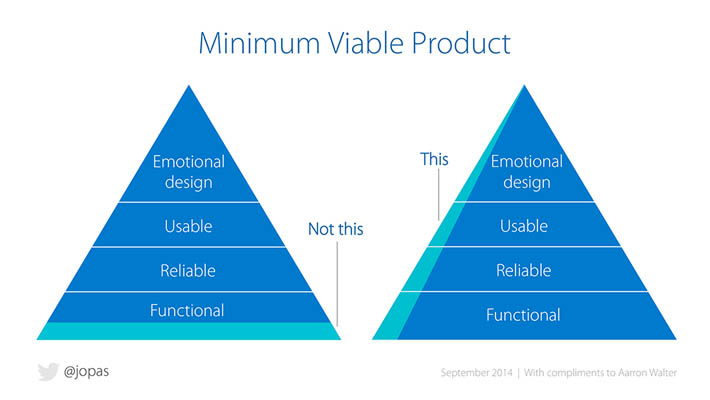 Minimum Viable Product
Emotional
design
Usable
Reliable
Functional
Not this
This
Emotional
design
Usable
Reliable
Functional
@jopas
September 2014 | With compliments to Aarron Walter